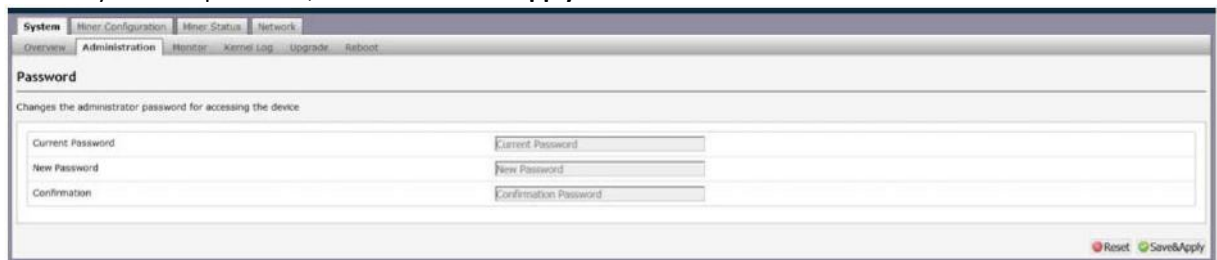 Apply
System Miner Configuration Miner Status Network
Overview Administration Monitor Kernel Log Upgrade Reboot
Password
Changes the administrator password for accessing the device
Current Password Current Password
New Password New Password
Confirmation Confirmation Password
Reset Save&Apply